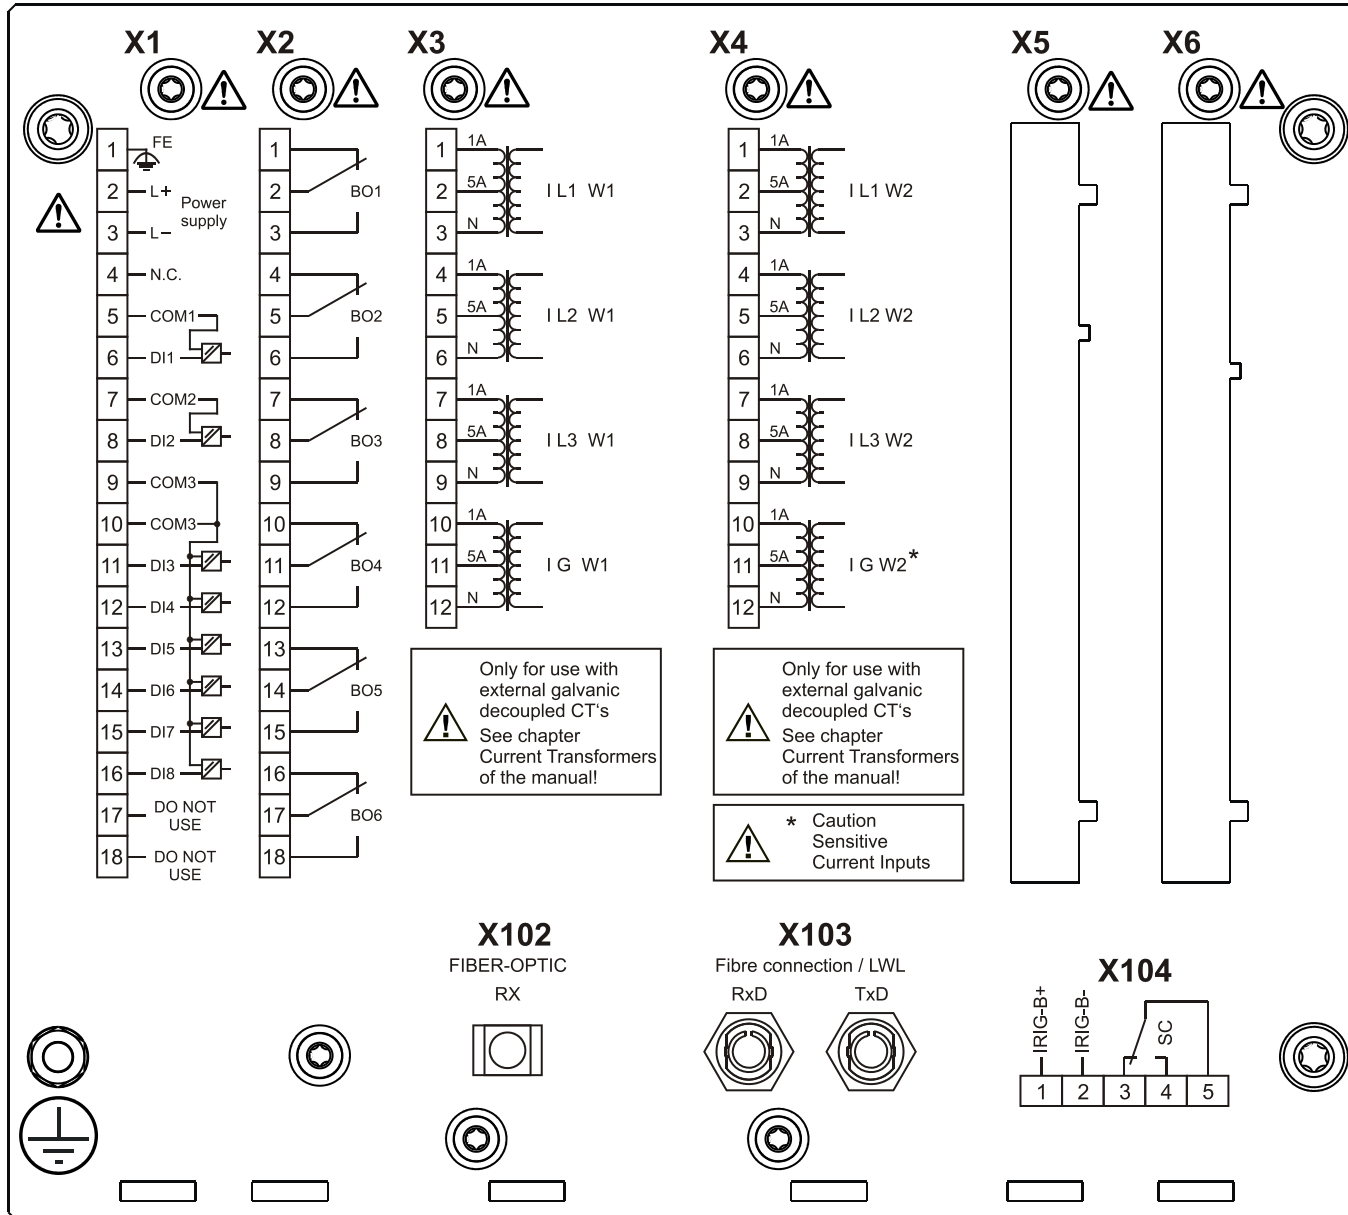 X1
X2
X3
X4
X5
X6
1 FE
2 L+
Power
supply
3 L–
4 N.C.
5 COM1
6 DI1
7 COM2
8 DI2
9 COM3
10 COM3
11 DI3
12 DI4
13 DI5
14 DI6
15 DI7
16 DI8
17 DO NOT
USE
18 DO NOT
USE
1
2 BO1
3
4
5 BO2
6
7
8 BO3
9
10
11 BO4
12
13
14 BO5
15
16
17 BO6
18
1 1A
2 5A I L1 W1
3 N
4 1A
5 5A I L2 W1
6 N
7 1A
8 5A I L3 W1
9 N
10 1A
11 5A I G W1
12 N
Only for use with
external galvanic
decoupled CT‘s
See chapter
Current Transformers
of the manual!
1 1A
2 5A I L1 W2
3 N
4 1A
5 5A I L2 W2
6 N
7 1A
8 5A I L3 W2
9 N
10 1A
11 5A I G W2*
12 N
Only for use with
external galvanic
decoupled CT‘s
See chapter
Current Transformers
of the manual!
* Caution
Sensitive
Current Inputs
X102
FIBER-OPTIC
RX
X103
Fibre connection / LWL
RxD TxD
X104
IRIG-B+
IRIG-B-
SC
1 2 3 4 5